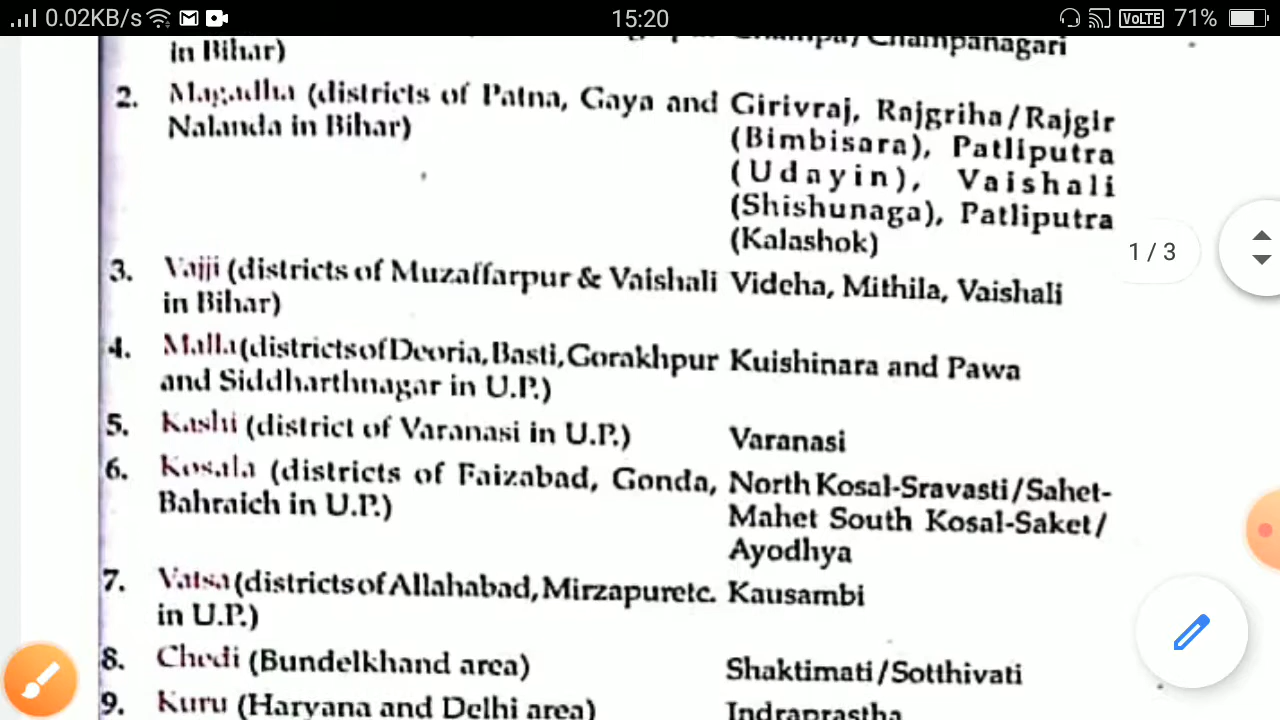 0.02KB/s 15:20 VoLTE 71%
in Bihar) Champa/Champanagari
2. Magadha (districts of Patna, Gaya and Girivraj, Rajgriha/Rajgir
Nalanda in Bihar) (Bimbisara), Patliputra
(Udayin), Vaishali
(Shishunaga), Patliputra
(Kalashok)
1 / 3
3. Vajji (districts of Muzaffarpur & Vaishali Videha, Mithila, Vaishali
in Bihar)
4. Malla (districts of Deoria, Basti, Gorakhpur Kuishinara and Pawa
and Siddharthnagar in U.P.)
5. Kashi (district of Varanasi in U.P.) Varanasi
6. Kosala (districts of Faizabad, Gonda, North Kosal-Sravasti/Sahet-
Bahraich in U.P.) Mahet South Kosal-Saket/
Ayodhya
7. Vatsa (districts of Allahabad, Mirzapur etc. Kausambi
in U.P.)
8. Chedi (Bundelkhand area) Shaktimati/Sotthivati
9. Kuru (Haryana and Delhi area) Indraprastha